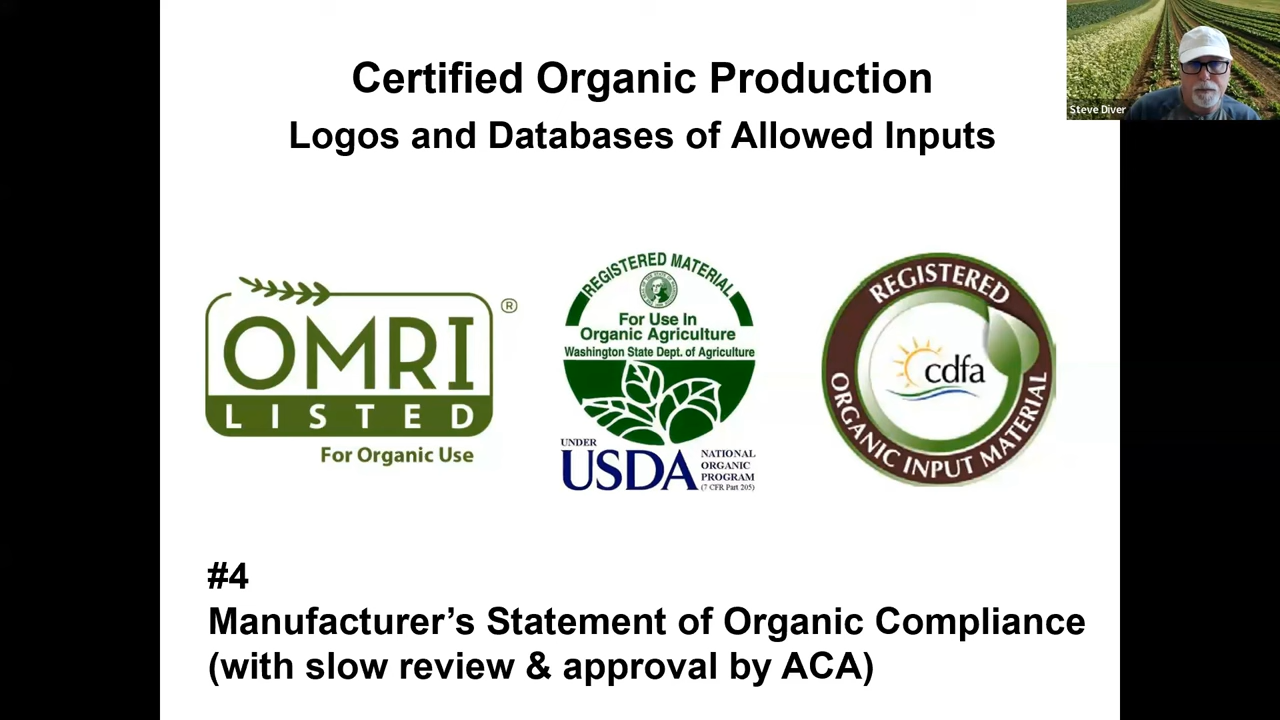 Certified Organic Production
Logos and Databases of Allowed Inputs
Steve Diver
OMRI
®
LISTED
For Organic Use
REGISTERED MATERIAL
For Use In
Organic Agriculture
Washington State Dept. of Agriculture
UNDER
USDA
NATIONAL
ORGANIC
PROGRAM
(7 CFR Part 205)
REGISTERED
cdfa
ORGANIC INPUT MATERIAL
#4
Manufacturer’s Statement of Organic Compliance
(with slow review & approval by ACA)